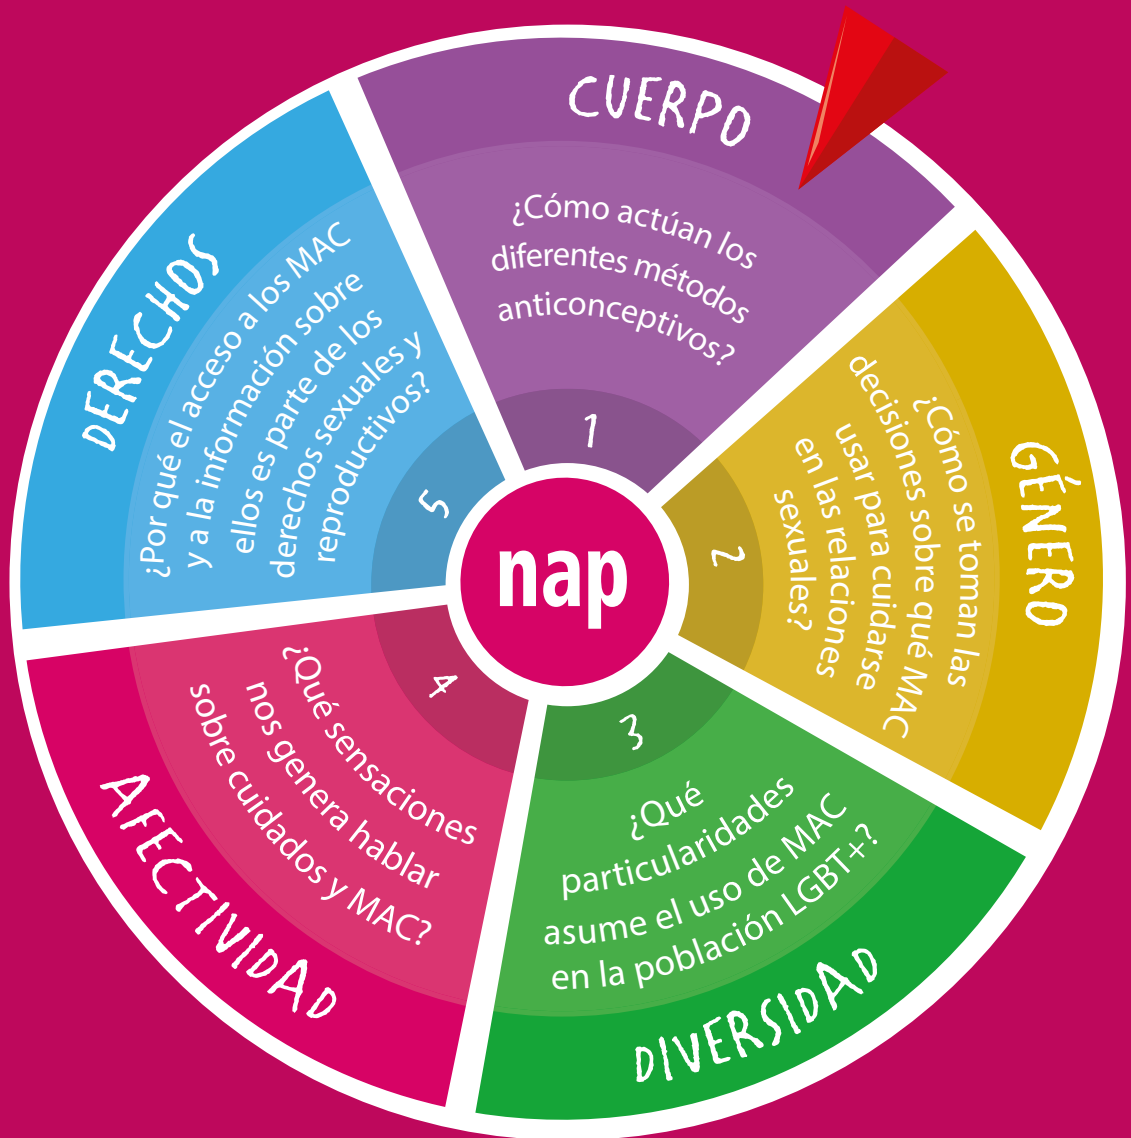 CUERPO
¿Cómo actúan los
diferentes métodos
anticonceptivos?
1
GÉNERO
¿Cómo se toman las
decisiones sobre qué MAC
usar para cuidarse
en las relaciones
sexuales?
2
DIVERSIDAD
¿Qué
particularidades
asume el uso de MAC
en la población LGBT+?
3
AFECTIVIDAD
¿Qué sensaciones
nos genera hablar
sobre cuidados y MAC?
4
DERECHOS
¿Por qué el acceso a los MAC
y a la información sobre
ellos es parte de los
derechos sexuales y
reproductivos?
5
nap